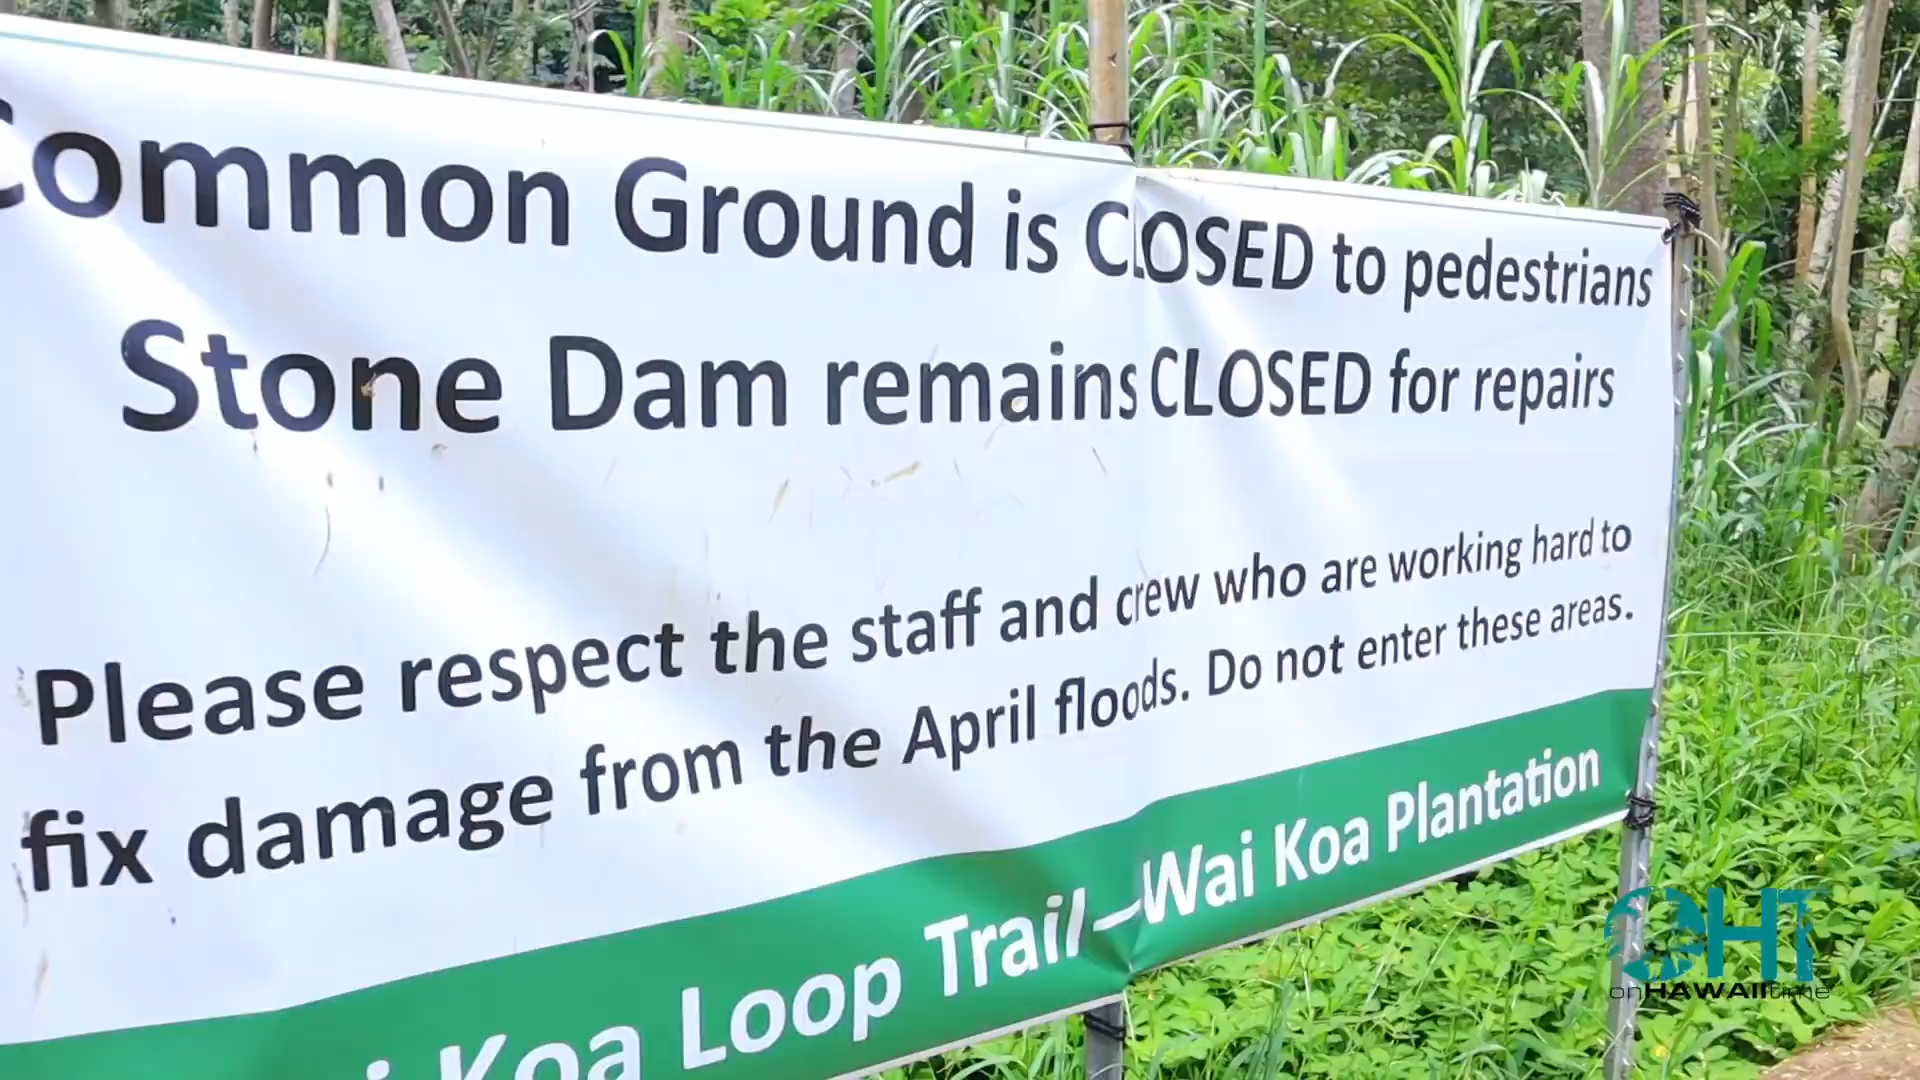 Common Ground is CLOSED to pedestrians
Stone Dam remains CLOSED for repairs
Please respect the staff and crew who are working hard to
fix damage from the April floods. Do not enter these areas.
i Koa Loop Trail – Wai Koa Plantation
OHT
onHAWAIItime